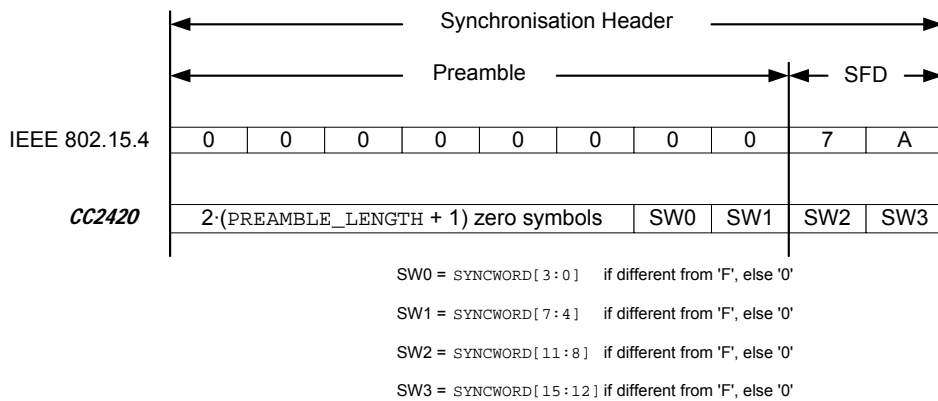 Synchronisation Header
Preamble SFD
IEEE 802.15.4 0 0 0 0 0 0 0 0 7 A
CC2420 2·(PREAMBLE_LENGTH + 1) zero symbols SW0 SW1 SW2 SW3
SW0 = SYNCWORD[3:0] if different from 'F', else '0'
SW1 = SYNCWORD[7:4] if different from 'F', else '0'
SW2 = SYNCWORD[11:8] if different from 'F', else '0'
SW3 = SYNCWORD[15:12] if different from 'F', else '0'